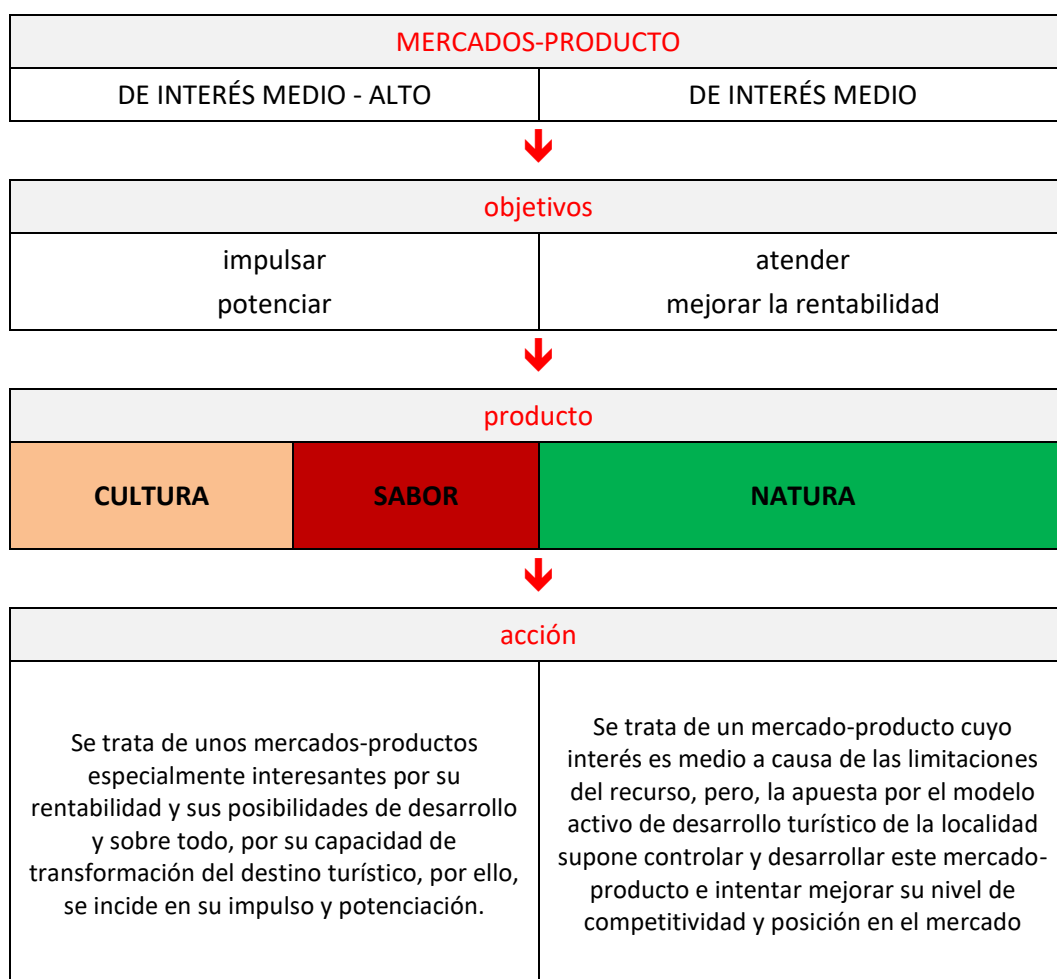 MERCADOS-PRODUCTO
DE INTERÉS MEDIO - ALTO
DE INTERÉS MEDIO
objetivos
impulsar
potenciar
atender
mejorar la rentabilidad
producto
CULTURA
SABOR
NATURA
acción
Se trata de unos mercados-productos
especialmente interesantes por su
rentabilidad y sus posibilidades de desarrollo
y sobre todo, por su capacidad de
transformación del destino turístico, por ello,
se incide en su impulso y potenciación.
Se trata de un mercado-producto cuyo
interés es medio a causa de las limitaciones
del recurso, pero, la apuesta por el modelo
activo de desarrollo turístico de la localidad
supone controlar y desarrollar este mercado-
producto e intentar mejorar su nivel de
competitividad y posición en el mercado